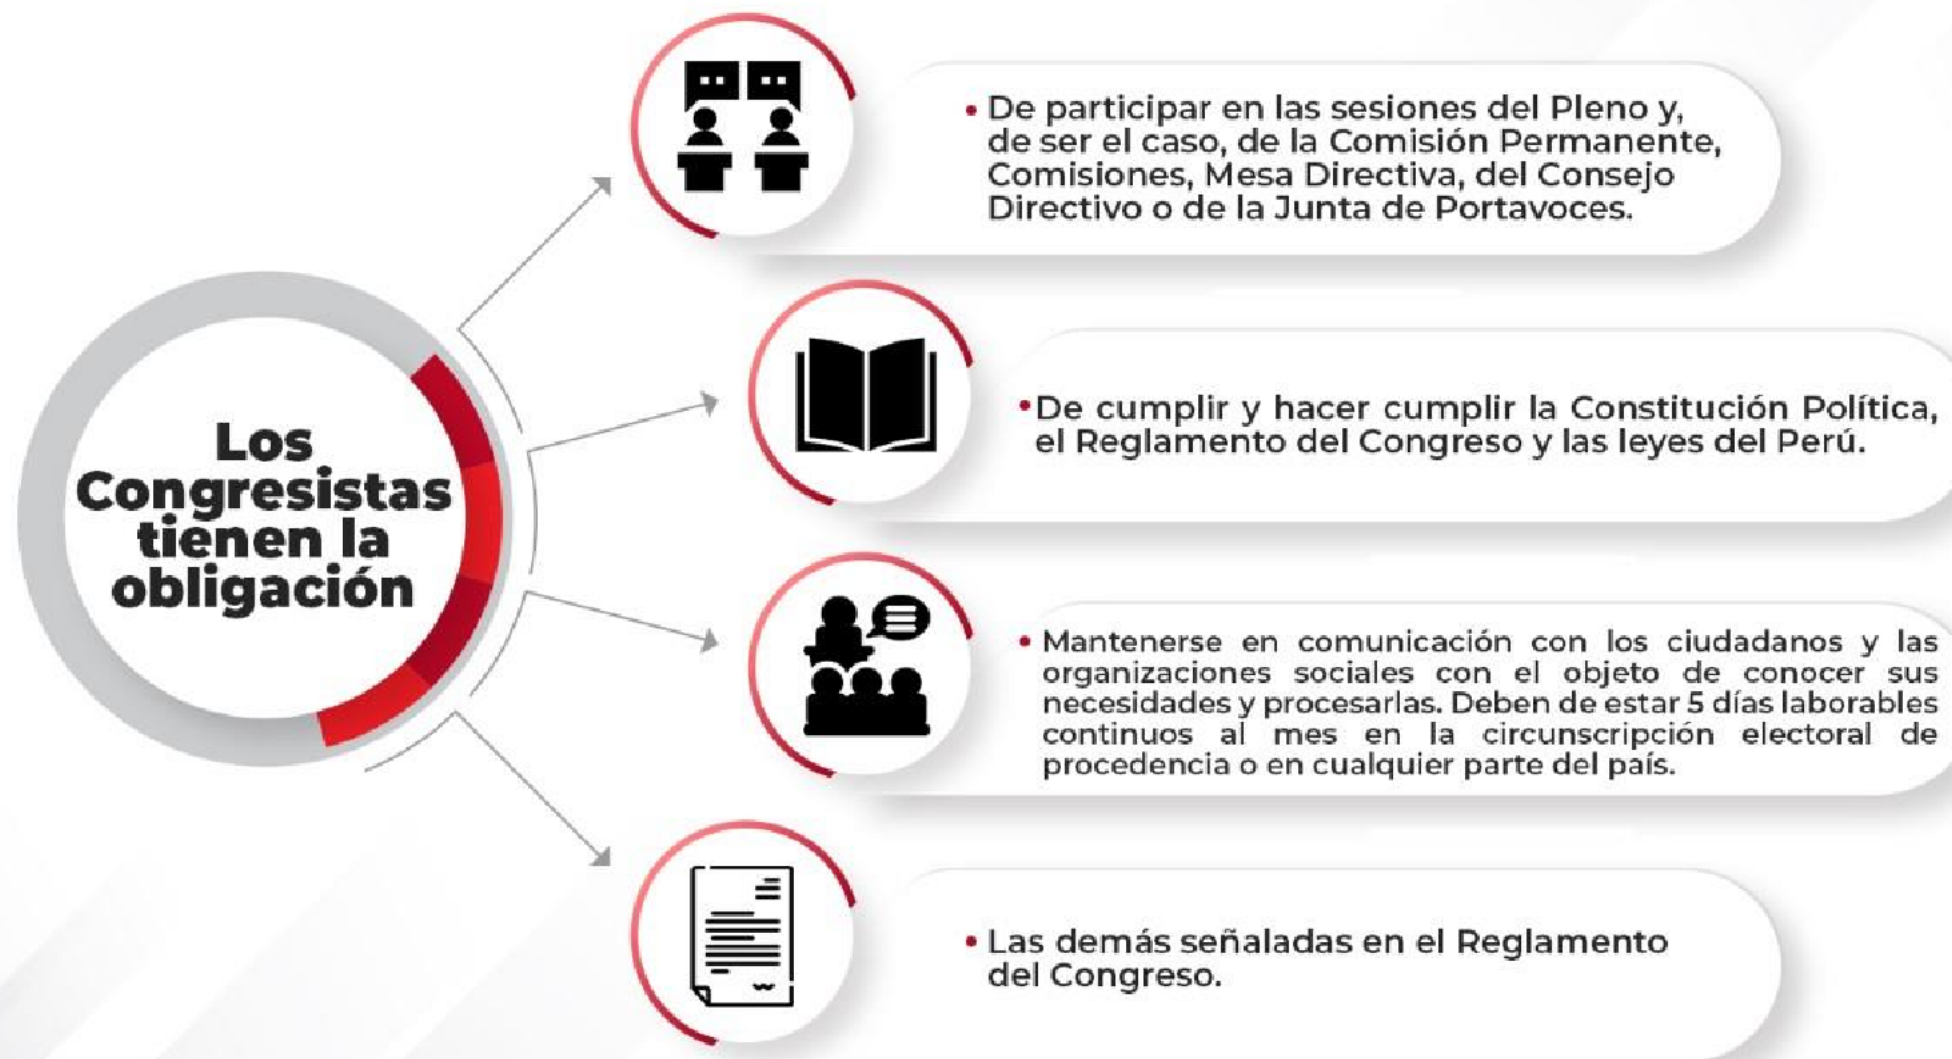 Los
Congresistas
tienen la
obligación
• De participar en las sesiones del Pleno y,
de ser el caso, de la Comisión Permanente,
Comisiones, Mesa Directiva, del Consejo
Directivo o de la Junta de Portavoces.
• De cumplir y hacer cumplir la Constitución Política,
el Reglamento del Congreso y las leyes del Perú.
• Mantenerse en comunicación con los ciudadanos y las
organizaciones sociales con el objeto de conocer sus
necesidades y procesarlas. Deben de estar 5 días laborables
continuos al mes en la circunscripción electoral de
procedencia o en cualquier parte del país.
• Las demás señaladas en el Reglamento
del Congreso.